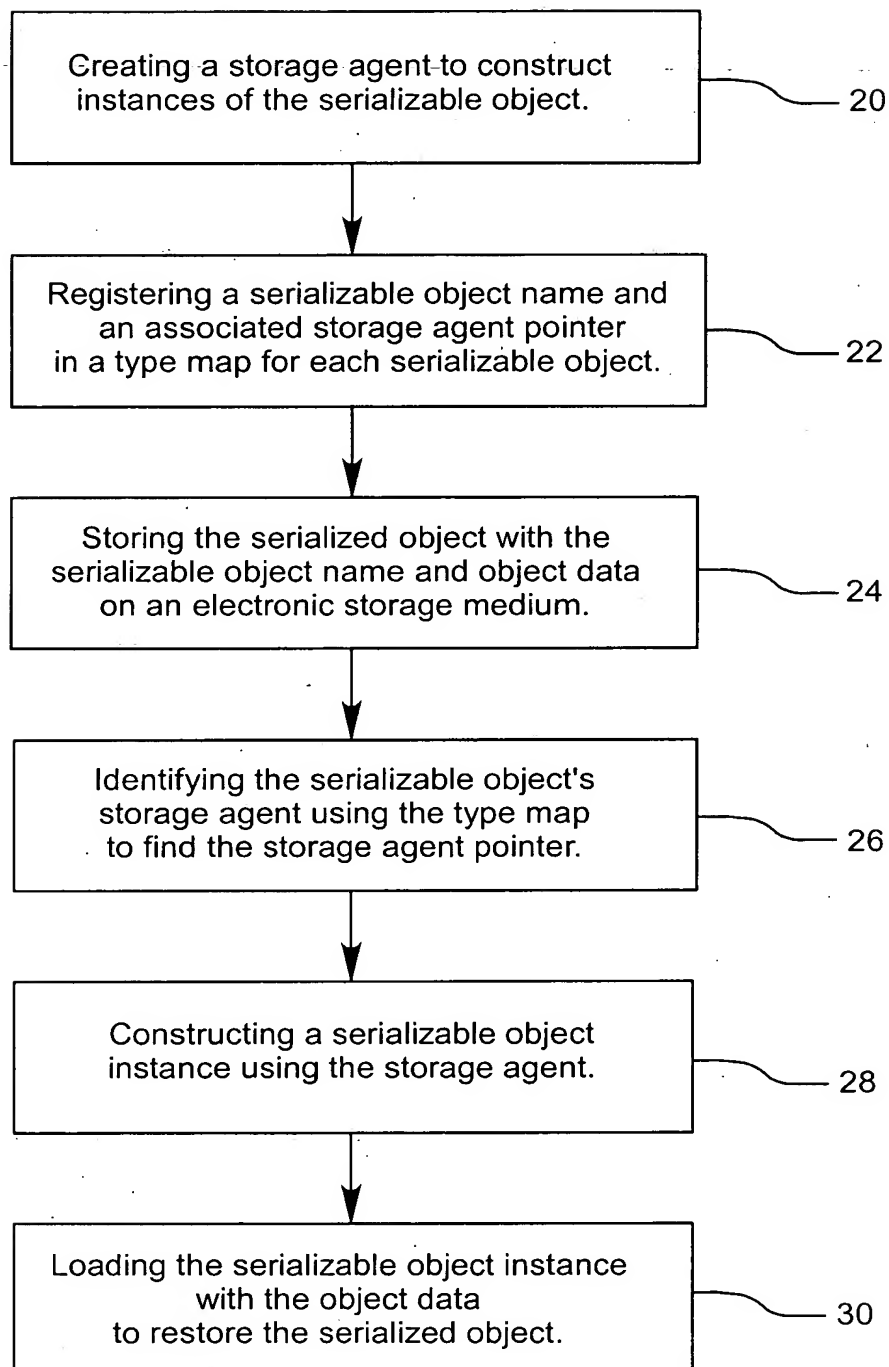 Creating a storage agent to construct
instances of the serializable object.
20
Registering a serializable object name and
an associated storage agent pointer
in a type map for each serializable object.
22
Storing the serialized object with the
serializable object name and object data
on an electronic storage medium.
24
Identifying the serializable object's
storage agent using the type map
to find the storage agent pointer.
26
Constructing a serializable object
instance using the storage agent.
28
Loading the serializable object instance
with the object data
to restore the serialized object.
30